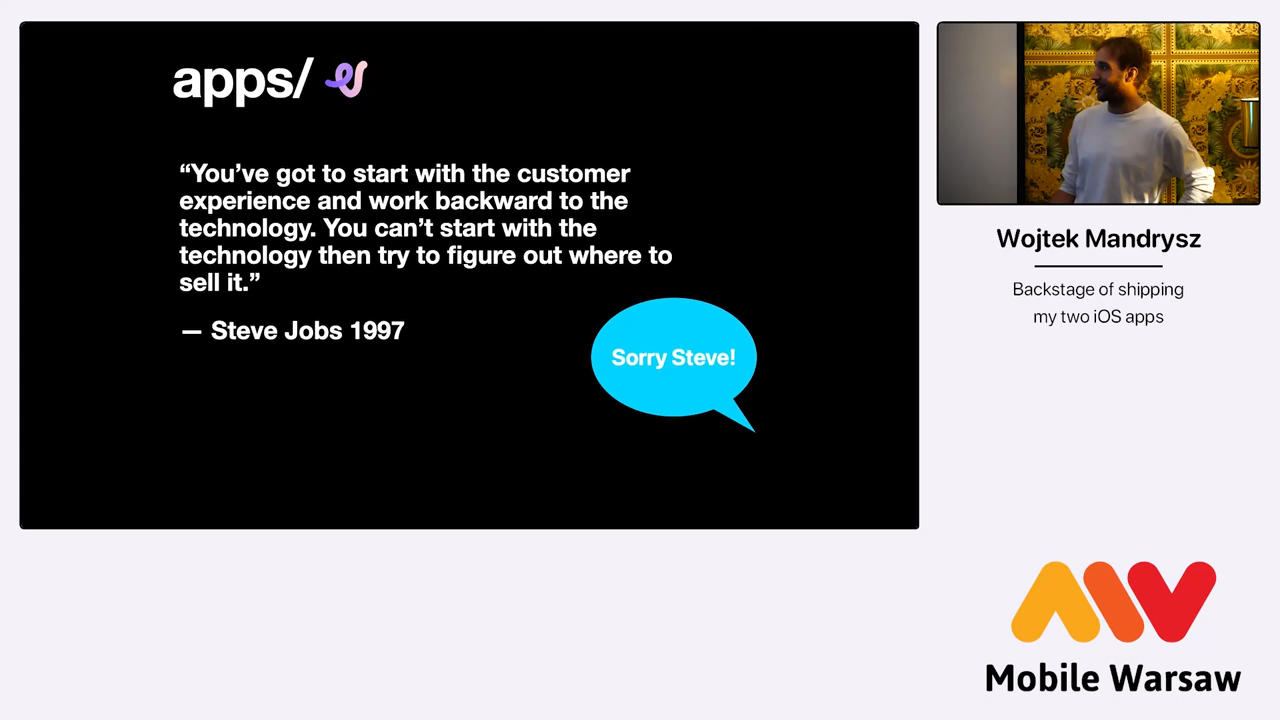 apps/
“You’ve got to start with the customer
experience and work backward to the
technology. You can’t start with the
technology then try to figure out where to
sell it.”
— Steve Jobs 1997
Sorry Steve!
Wojtek Mandrysz
Backstage of shipping
my two iOS apps
Mobile Warsaw